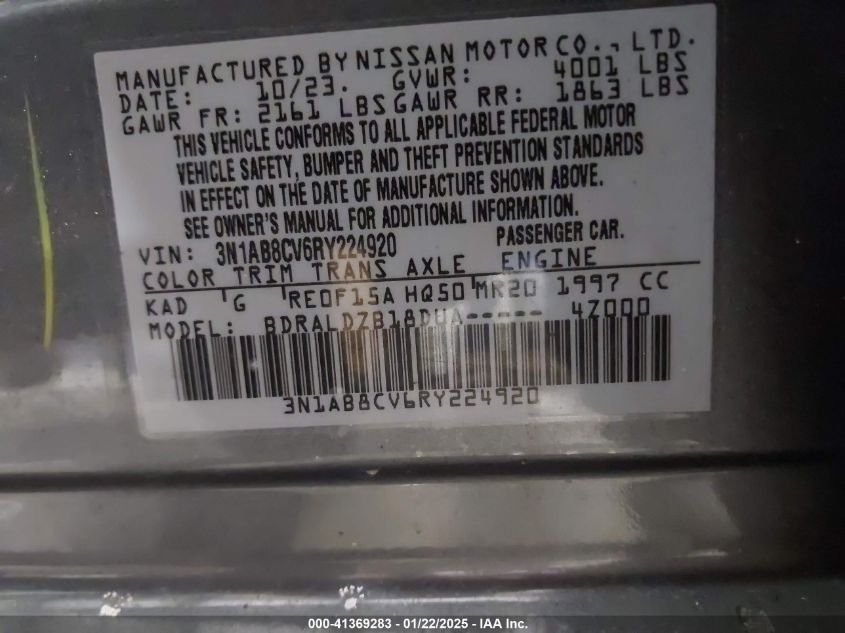 MANUFACTURED BY NISSAN MOTOR CO., LTD.
DATE: 10/23. GVWR: 4001 LBS
GAWR FR: 2161 LBS GAWR RR: 1863 LBS
THIS VEHICLE CONFORMS TO ALL APPLICABLE FEDERAL MOTOR
VEHICLE SAFETY, BUMPER AND THEFT PREVENTION STANDARDS
IN EFFECT ON THE DATE OF MANUFACTURE SHOWN ABOVE.
SEE OWNER'S MANUAL FOR ADDITIONAL INFORMATION.
VIN: 3N1AB8CV6RY224920 PASSENGER CAR.
COLOR TRIM TRANS AXLE ENGINE
KAD G RE0F15A HQ50 MR20 1997 CC
MODEL: BDRALDZB18DUA----- 4Z000
3N1AB8CV6RY224920
000-41369283 - 01/22/2025 - IAA Inc.